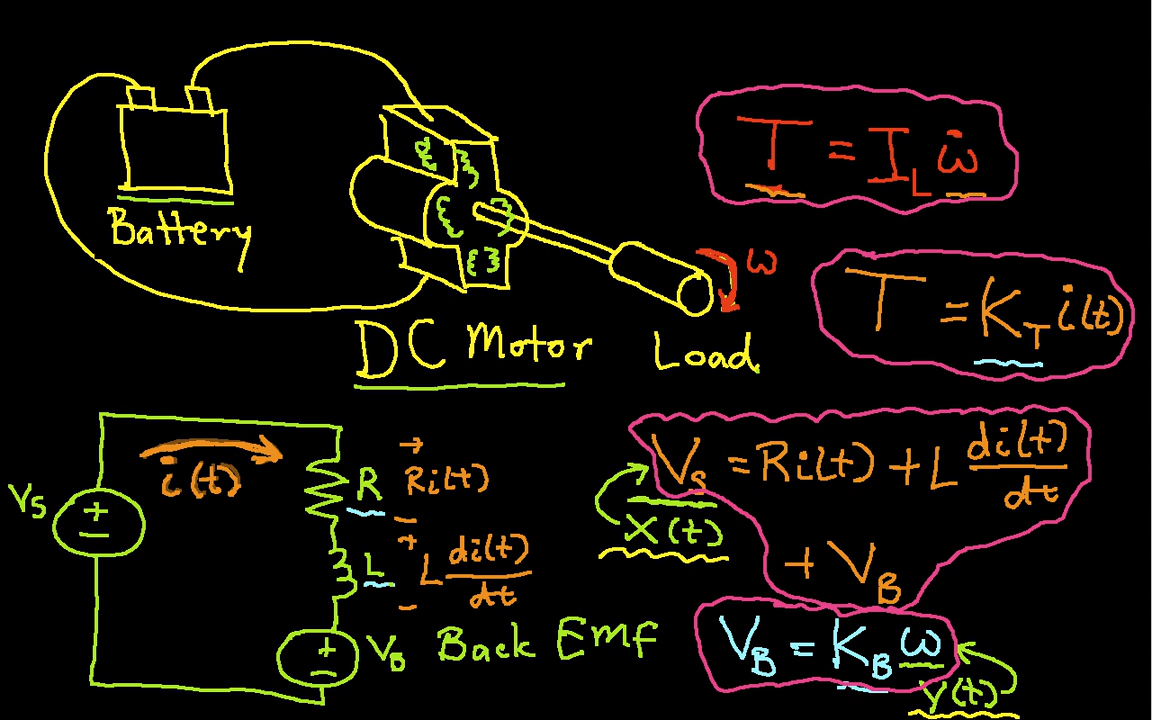 Battery
DC Motor
Load
ω
T = I_L ω̇
T = K_T i(t)
i(t)
V_S
+
−
R
→
Ri(t)
−
L
+
L di(t)/dt
−
+
−
V_B Back Emf
V_S = Ri(t) + L di(t)/dt
+ V_B
X(t)
V_B = K_B ω
Y(t)